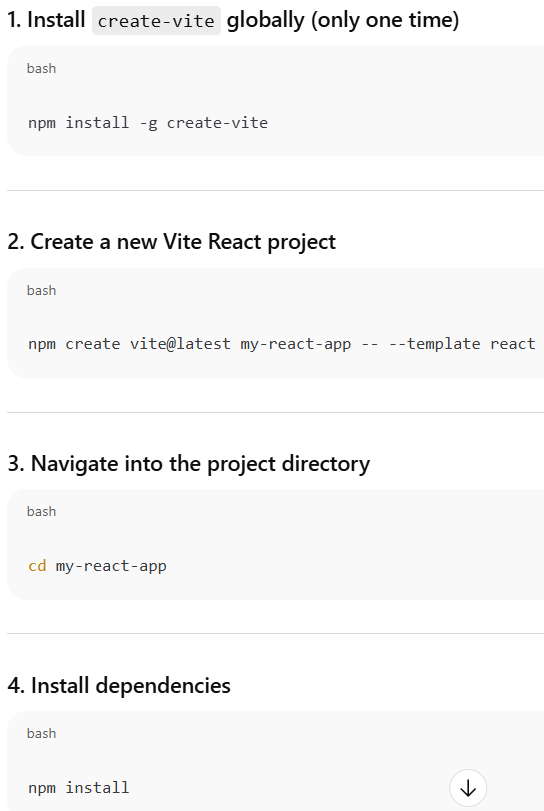 1. Install create-vite globally (only one time)
bash
npm install -g create-vite
2. Create a new Vite React project
bash
npm create vite@latest my-react-app -- --template react
3. Navigate into the project directory
bash
cd my-react-app
4. Install dependencies
bash
npm install